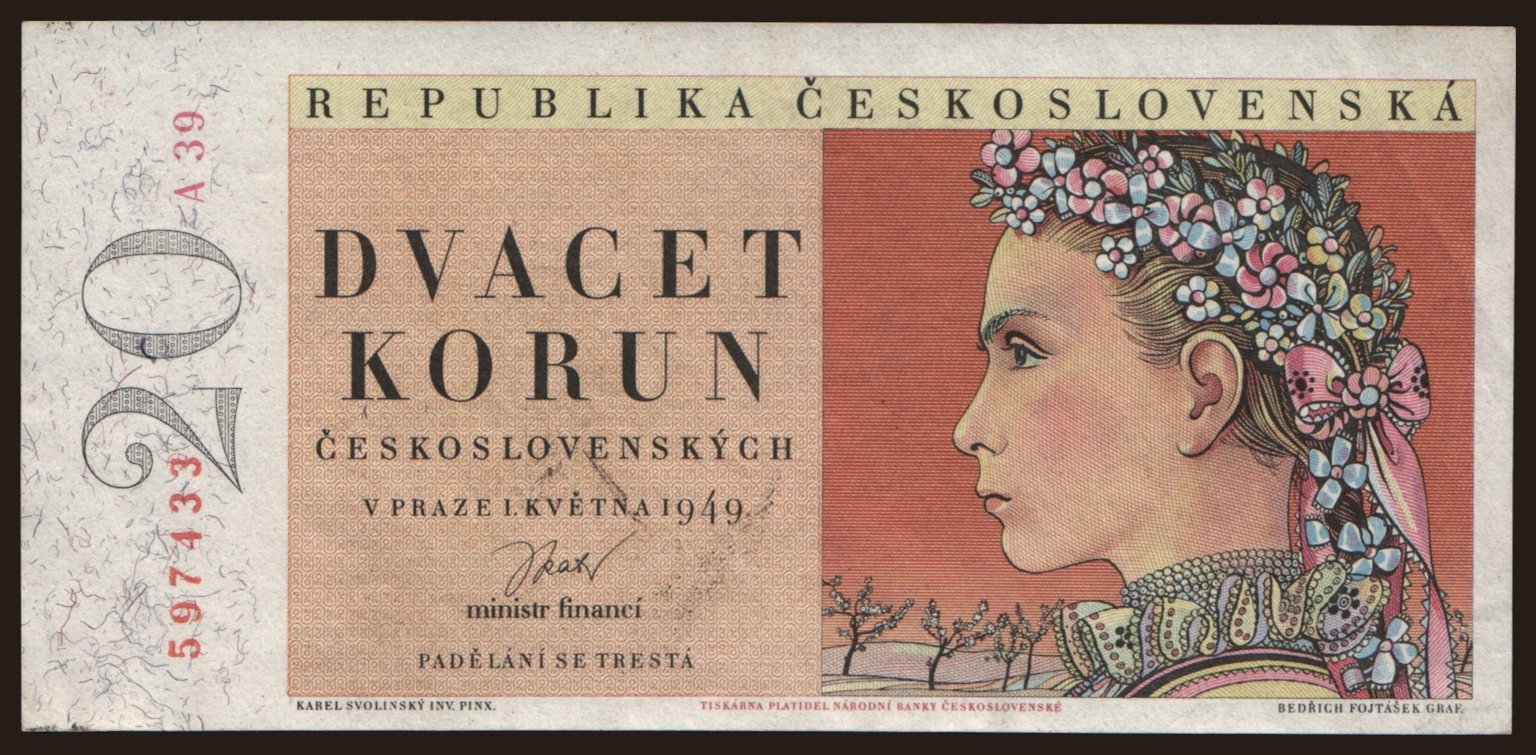 REPUBLIKA ČESKOSLOVENSKÁ
DVACET
KORUN
ČESKOSLOVENSKÝCH
V PRAZE 1. KVĚTNA 1949.
ministr financí
PADĚLÁNÍ SE TRESTÁ
KAREL SVOLINSKÝ INV. PINX.
TISKÁRNA PLATIDEL NÁRODNÍ BANKY ČESKOSLOVENSKÉ
BEDŘICH FOJTÁŠEK GRAF.
20
597433
A 39